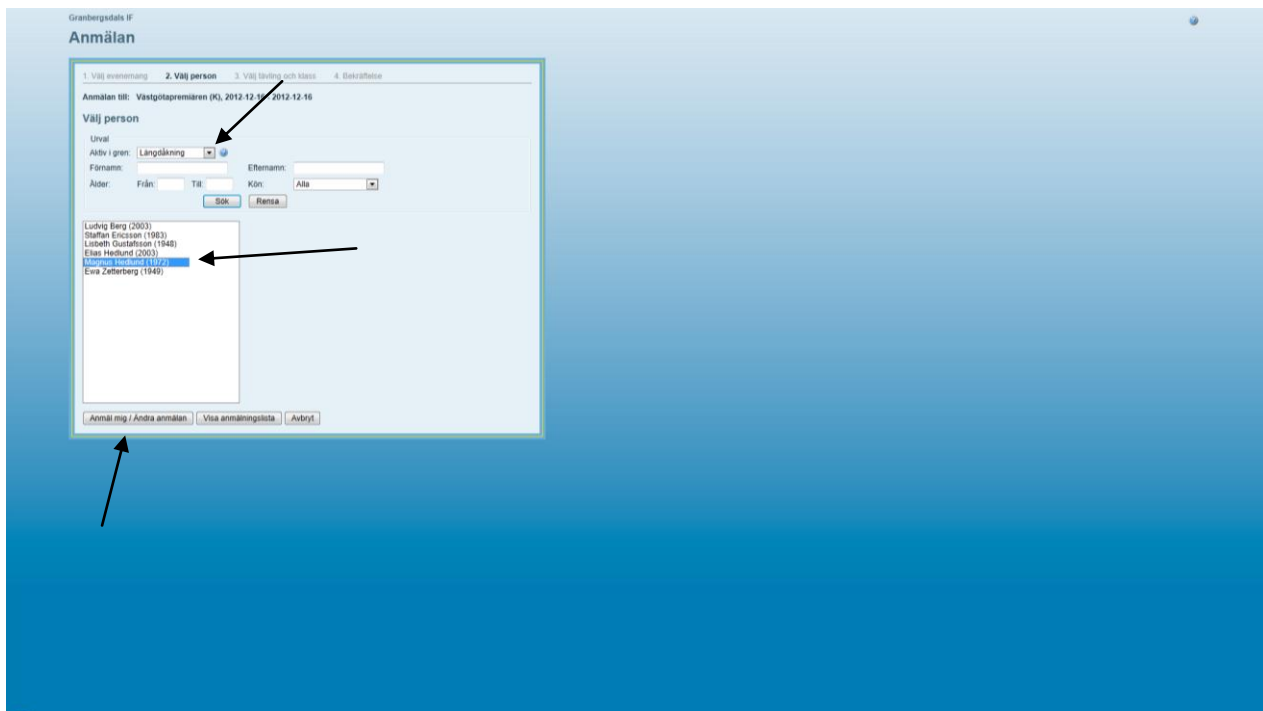 Granbergsdals IF
Anmälan
1. Välj evenemang 2. Välj person 3. Välj tävling och klass 4. Bekräftelse
Anmälan till: Västgötapremiären (K), 2012-12-16 - 2012-12-16
Välj person
Urval
Aktiv i gren: Längdåkning
Förnamn: Efternamn:
Ålder: Från: Till: Kön: Alla
Sök Rensa
Ludvig Berg (2003)
Staffan Ericsson (1983)
Lisbeth Gustafsson (1948)
Elias Hedlund (2003)
Magnus Hedlund (1972)
Ewa Zetterberg (1949)
Anmäl mig / Ändra anmälan Visa anmälningslista Avbryt